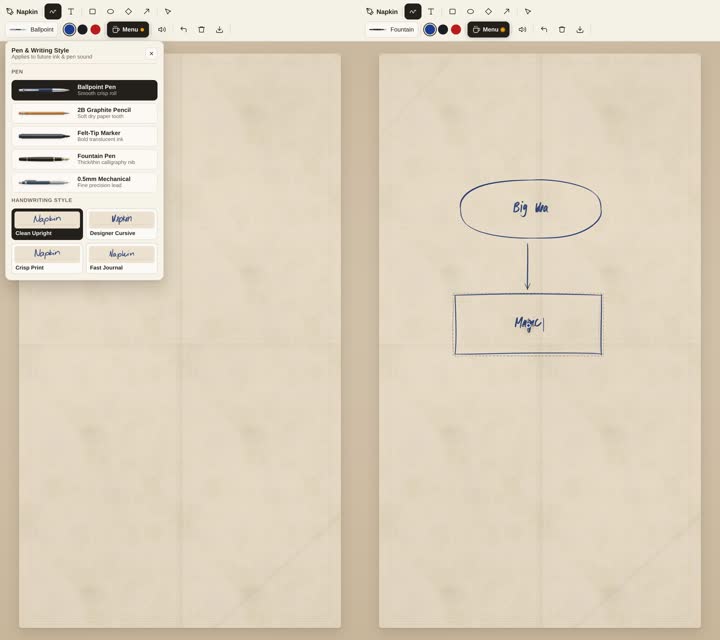 Napkin
Ballpoint
Menu
Pen & Writing Style
Applies to future ink & pen sound
PEN
Ballpoint Pen
Smooth crisp roll
2B Graphite Pencil
Soft dry paper tooth
Felt-Tip Marker
Bold translucent ink
Fountain Pen
Thick/thin calligraphy nib
0.5mm Mechanical
Fine precision lead
HANDWRITING STYLE
Napkin
Clean Upright
Napkin
Designer Cursive
Napkin
Crisp Print
Napkin
Fast Journal
Napkin
Fountain
Menu
Big